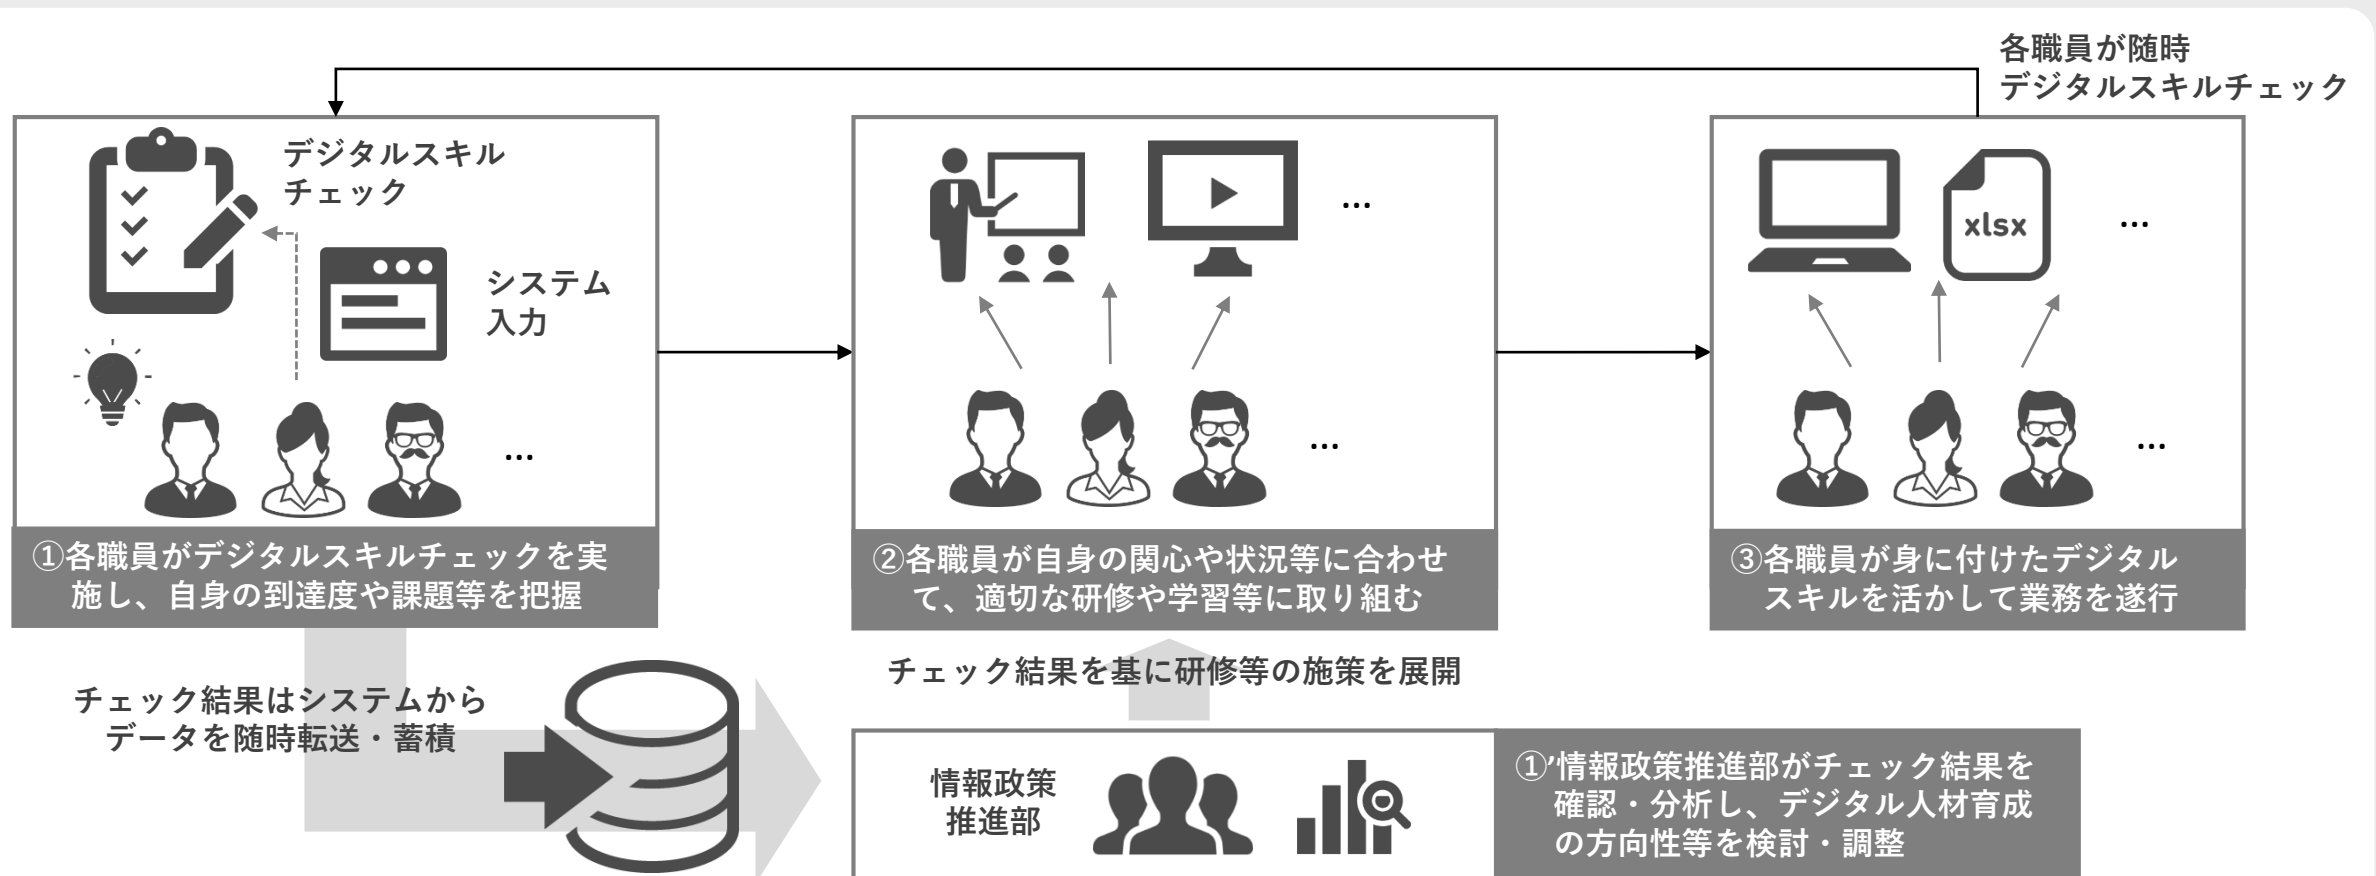 各職員が随時
デジタルスキルチェック
デジタルスキル
チェック
システム
入力
…
①各職員がデジタルスキルチェックを実
施し、自身の到達度や課題等を把握
…
…
②各職員が自身の関心や状況等に合わせ
て、適切な研修や学習等に取り組む
xlsx
…
…
③各職員が身に付けたデジタル
スキルを活かして業務を遂行
チェック結果はシステムから
データを随時転送・蓄積
チェック結果を基に研修等の施策を展開
情報政策
推進部
①’情報政策推進部がチェック結果を
確認・分析し、デジタル人材育成
の方向性等を検討・調整